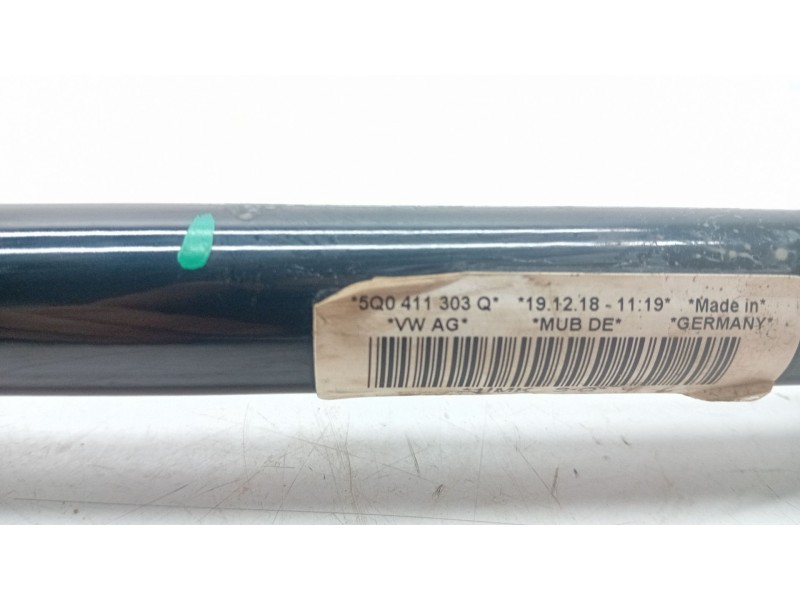 *5Q0 411 303 Q* *19.12.18 - 11:19* *Made in*
*VW AG* *MUB DE* *GERMANY*